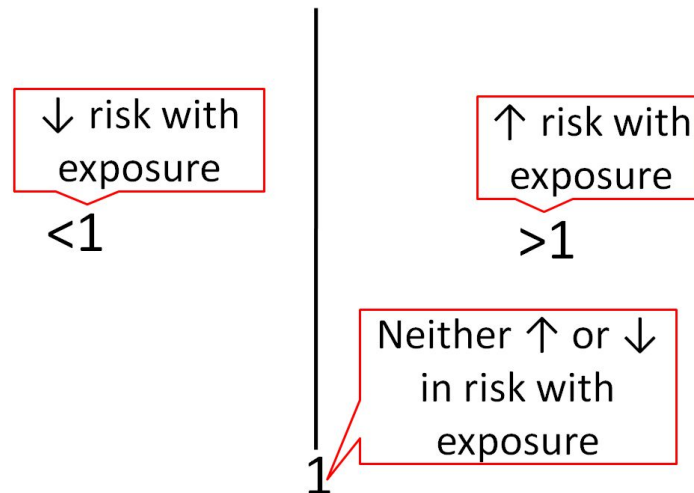 ↓ risk with
exposure
<1
↑ risk with
exposure
>1
Neither ↑ or ↓
in risk with
exposure
1